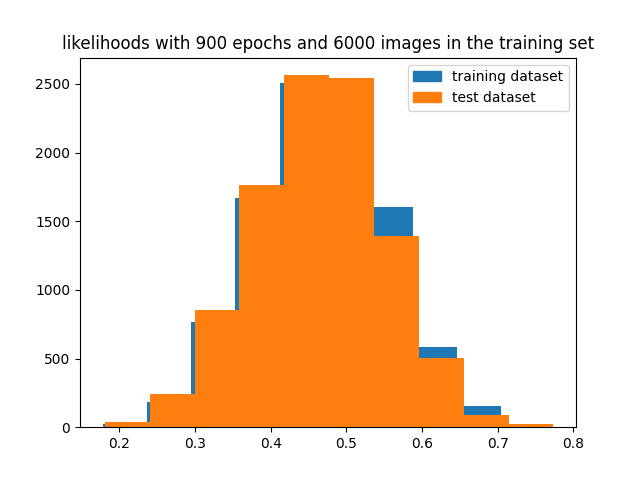 likelihoods with 900 epochs and 6000 images in the training set
training dataset
test dataset
2500
2000
1500
1000
500
0
0.2 0.3 0.4 0.5 0.6 0.7 0.8